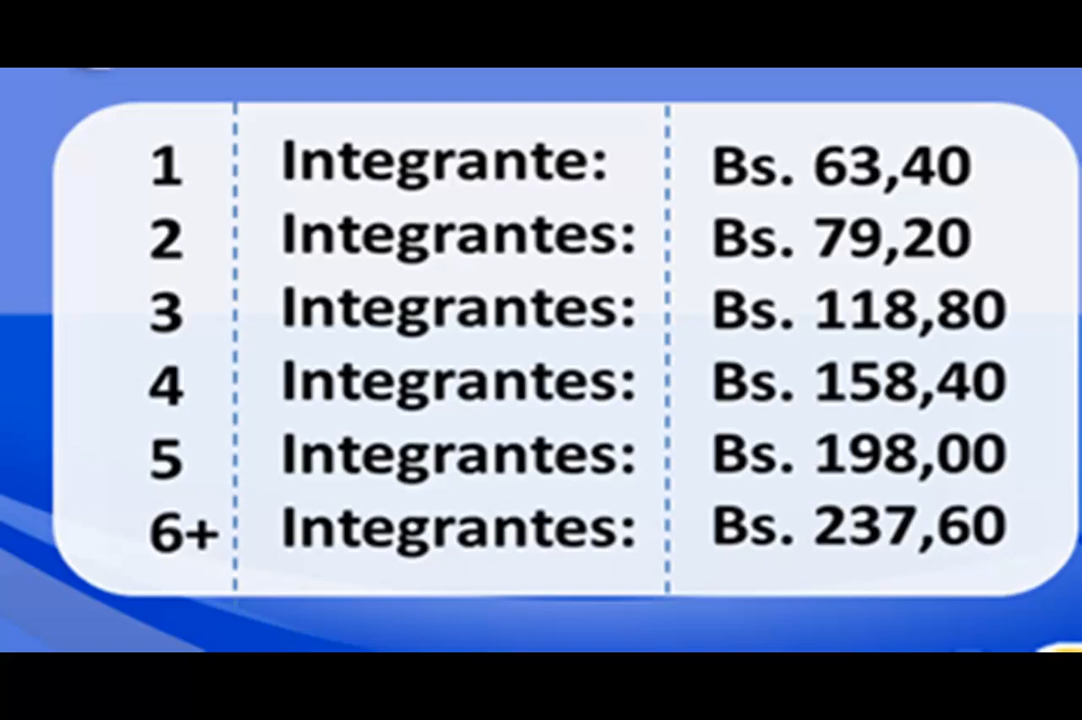 1 Integrante: Bs. 63,40
2 Integrantes: Bs. 79,20
3 Integrantes: Bs. 118,80
4 Integrantes: Bs. 158,40
5 Integrantes: Bs. 198,00
6+ Integrantes: Bs. 237,60